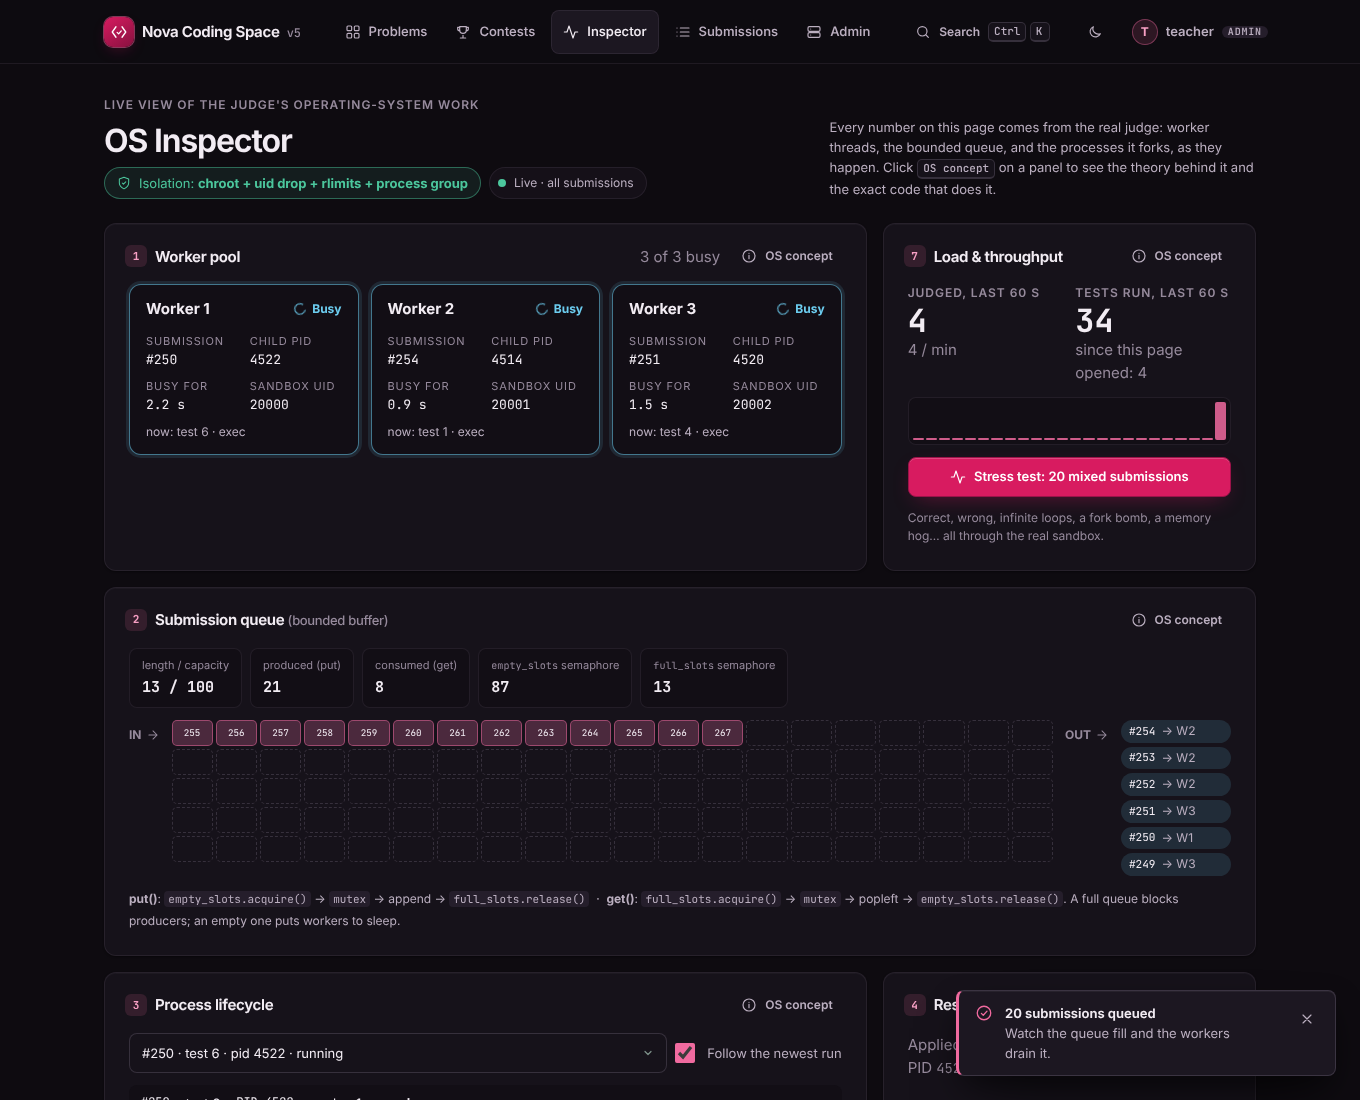 Nova Coding Space v5
Problems
Contests
Inspector
Submissions
Admin
Search Ctrl K
T teacher ADMIN
LIVE VIEW OF THE JUDGE'S OPERATING-SYSTEM WORK
OS Inspector
Isolation: chroot + uid drop + rlimits + process group
Live · all submissions
Every number on this page comes from the real judge: worker
threads, the bounded queue, and the processes it forks, as they
happen. Click OS concept on a panel to see the theory behind it and
the exact code that does it.
1 Worker pool
3 of 3 busy
OS concept
Worker 1 Busy
SUBMISSION CHILD PID
#250 4522
BUSY FOR SANDBOX UID
2.2 s 20000
now: test 6 · exec
Worker 2 Busy
SUBMISSION CHILD PID
#254 4514
BUSY FOR SANDBOX UID
0.9 s 20001
now: test 1 · exec
Worker 3 Busy
SUBMISSION CHILD PID
#251 4520
BUSY FOR SANDBOX UID
1.5 s 20002
now: test 4 · exec
7 Load & throughput
OS concept
JUDGED, LAST 60 S
4
4 / min
TESTS RUN, LAST 60 S
34
since this page
opened: 4
Stress test: 20 mixed submissions
Correct, wrong, infinite loops, a fork bomb, a memory
hog... all through the real sandbox.
2 Submission queue (bounded buffer)
OS concept
length / capacity
13 / 100
produced (put)
21
consumed (get)
8
empty_slots semaphore
87
full_slots semaphore
13
IN →
255 256 257 258 259 260 261 262 263 264 265 266 267
OUT →
#254 → W2
#253 → W2
#252 → W2
#251 → W3
#250 → W1
#249 → W3
put(): empty_slots.acquire() → mutex → append → full_slots.release() · get(): full_slots.acquire() → mutex → popleft → empty_slots.release(). A full queue blocks
producers; an empty one puts workers to sleep.
3 Process lifecycle
OS concept
#250 · test 6 · pid 4522 · running
Follow the newest run
4
20 submissions queued
Watch the queue fill and the workers
drain it.